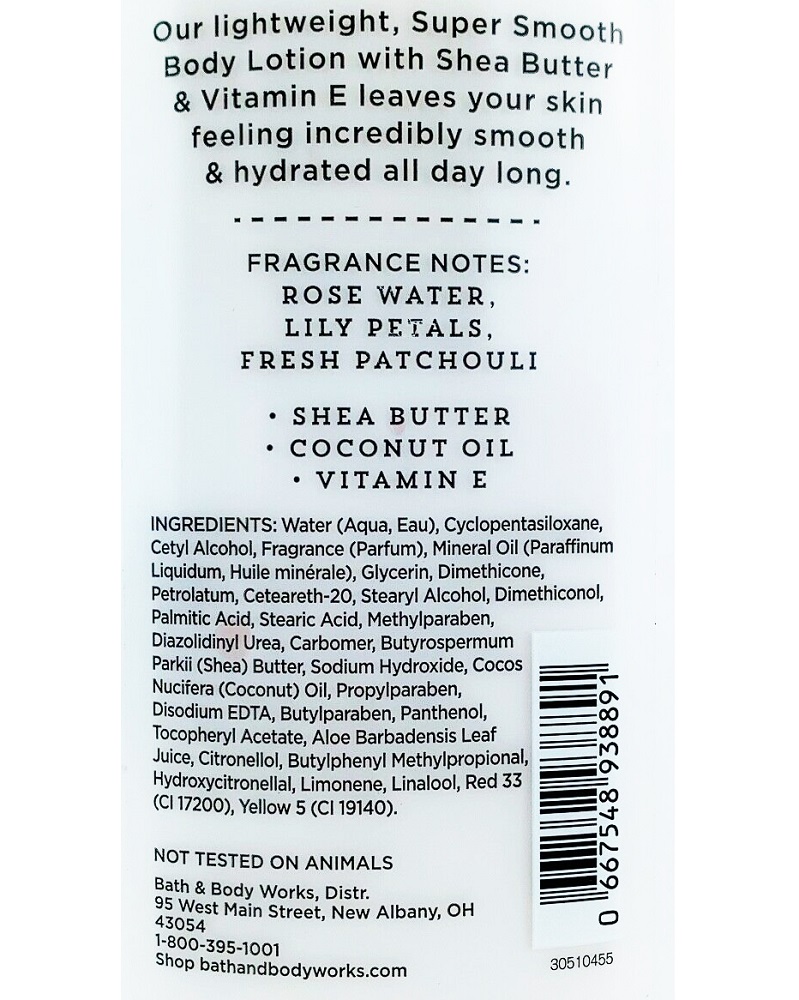 Our lightweight, Super Smooth
Body Lotion with Shea Butter
& Vitamin E leaves your skin
feeling incredibly smooth
& hydrated all day long.
FRAGRANCE NOTES:
ROSE WATER,
LILY PETALS,
FRESH PATCHOULI
• SHEA BUTTER
• COCONUT OIL
• VITAMIN E
INGREDIENTS: Water (Aqua, Eau), Cyclopentasiloxane,
Cetyl Alcohol, Fragrance (Parfum), Mineral Oil (Paraffinum
Liquidum, Huile minérale), Glycerin, Dimethicone,
Petrolatum, Ceteareth-20, Stearyl Alcohol, Dimethiconol,
Palmitic Acid, Stearic Acid, Methylparaben,
Diazolidinyl Urea, Carbomer, Butyrospermum
Parkii (Shea) Butter, Sodium Hydroxide, Cocos
Nucifera (Coconut) Oil, Propylparaben,
Disodium EDTA, Butylparaben, Panthenol,
Tocopheryl Acetate, Aloe Barbadensis Leaf
Juice, Citronellol, Butylphenyl Methylpropional,
Hydroxycitronellal, Limonene, Linalool, Red 33
(CI 17200), Yellow 5 (CI 19140).
NOT TESTED ON ANIMALS
Bath & Body Works, Distr.
95 West Main Street, New Albany, OH
43054
1-800-395-1001
Shop bathandbodyworks.com
0 667548 938891
30510455